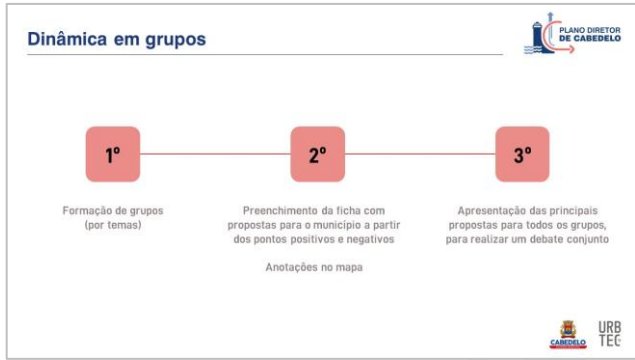 Dinâmica em grupos
PLANO DIRETOR
DE CABEDELO
1º
2º
3º
Formação de grupos
(por temas)
Preenchimento da ficha com
propostas para o município a partir
dos pontos positivos e negativos
Anotações no mapa
Apresentação das principais
propostas para todos os grupos,
para realizar um debate conjunto
CABEDELO
URB
TEC